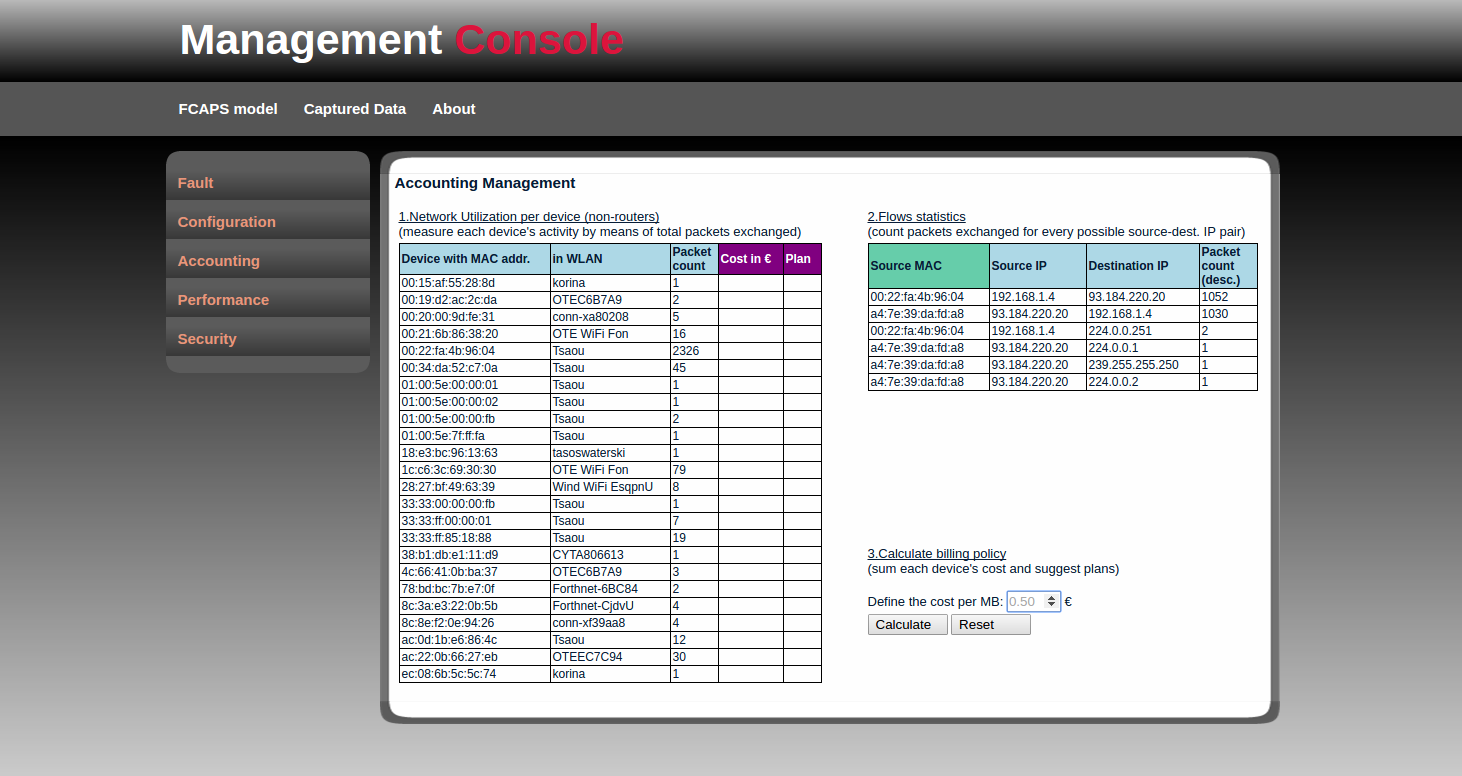 Management Console
FCAPS model Captured Data About
Fault
Configuration
Accounting
Performance
Security
Accounting Management
1.Network Utilization per device (non-routers)
(measure each device's activity by means of total packets exchanged)
Device with MAC addr. in WLAN Packet count Cost in € Plan
00:15:af:55:28:8d korina 1
00:19:d2:ac:2c:da OTEC6B7A9 2
00:20:00:9d:fe:31 conn-xa80208 5
00:21:6b:86:38:20 OTE WiFi Fon 16
00:22:fa:4b:96:04 Tsaou 2326
00:34:da:52:c7:0a Tsaou 45
01:00:5e:00:00:01 Tsaou 1
01:00:5e:00:00:02 Tsaou 1
01:00:5e:00:00:fb Tsaou 2
01:00:5e:7f:ff:fa Tsaou 1
18:e3:bc:96:13:63 tasoswaterski 1
1c:c6:3c:69:30:30 OTE WiFi Fon 79
28:27:bf:49:63:39 Wind WiFi EsqpnU 8
33:33:00:00:00:fb Tsaou 1
33:33:ff:00:00:01 Tsaou 7
33:33:ff:85:18:88 Tsaou 19
38:b1:db:e1:11:d9 CYTA806613 1
4c:66:41:0b:ba:37 OTEC6B7A9 3
78:bd:bc:7b:e7:0f Forthnet-6BC84 2
8c:3a:e3:22:0b:5b Forthnet-CjdvU 4
8c:8e:f2:0e:94:26 conn-xf39aa8 4
ac:0d:1b:e6:86:4c Tsaou 12
ac:22:0b:66:27:eb OTEEC7C94 30
ec:08:6b:5c:5c:74 korina 1
2.Flows statistics
(count packets exchanged for every possible source-dest. IP pair)
Source MAC Source IP Destination IP Packet count (desc.)
00:22:fa:4b:96:04 192.168.1.4 93.184.220.20 1052
a4:7e:39:da:fd:a8 93.184.220.20 192.168.1.4 1030
00:22:fa:4b:96:04 192.168.1.4 224.0.0.251 2
a4:7e:39:da:fd:a8 93.184.220.20 224.0.0.1 1
a4:7e:39:da:fd:a8 93.184.220.20 239.255.255.250 1
a4:7e:39:da:fd:a8 93.184.220.20 224.0.0.2 1
3.Calculate billing policy
(sum each device's cost and suggest plans)
Define the cost per MB: 0.50 €
Calculate Reset